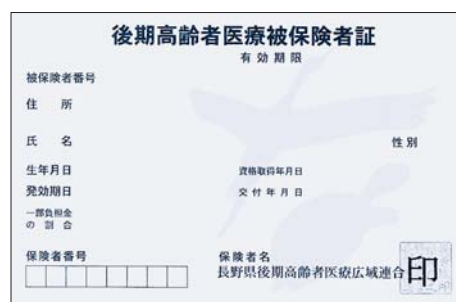 後期高齢者医療被保険者証
有効期限
被保険者番号
住所
氏名
性別
生年月日
資格取得年月日
発効期日
交付年月日
一部負担金
の割合
保険者番号
保険者名
長野県後期高齢者医療広域連合
印